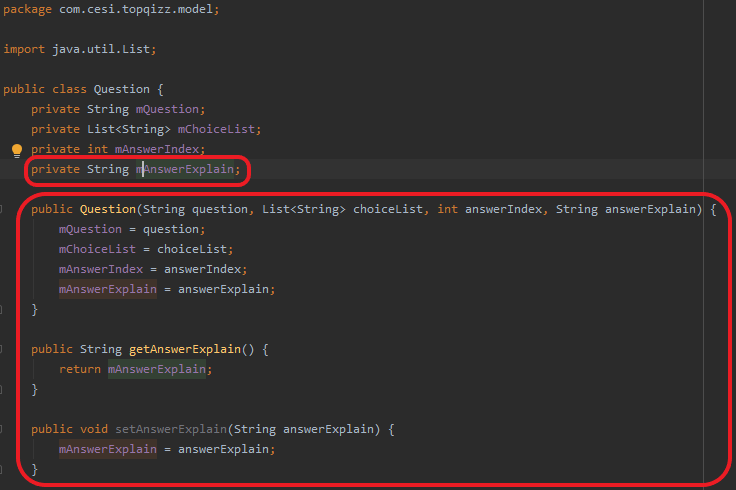 package com.cesi.topqizz.model;
import java.util.List;
public class Question {
private String mQuestion;
private List<String> mChoiceList;
private int mAnswerIndex;
private String mAnswerExplain;
public Question(String question, List<String> choiceList, int answerIndex, String answerExplain) {
mQuestion = question;
mChoiceList = choiceList;
mAnswerIndex = answerIndex;
mAnswerExplain = answerExplain;
}
public String getAnswerExplain() {
return mAnswerExplain;
}
public void setAnswerExplain(String answerExplain) {
mAnswerExplain = answerExplain;
}